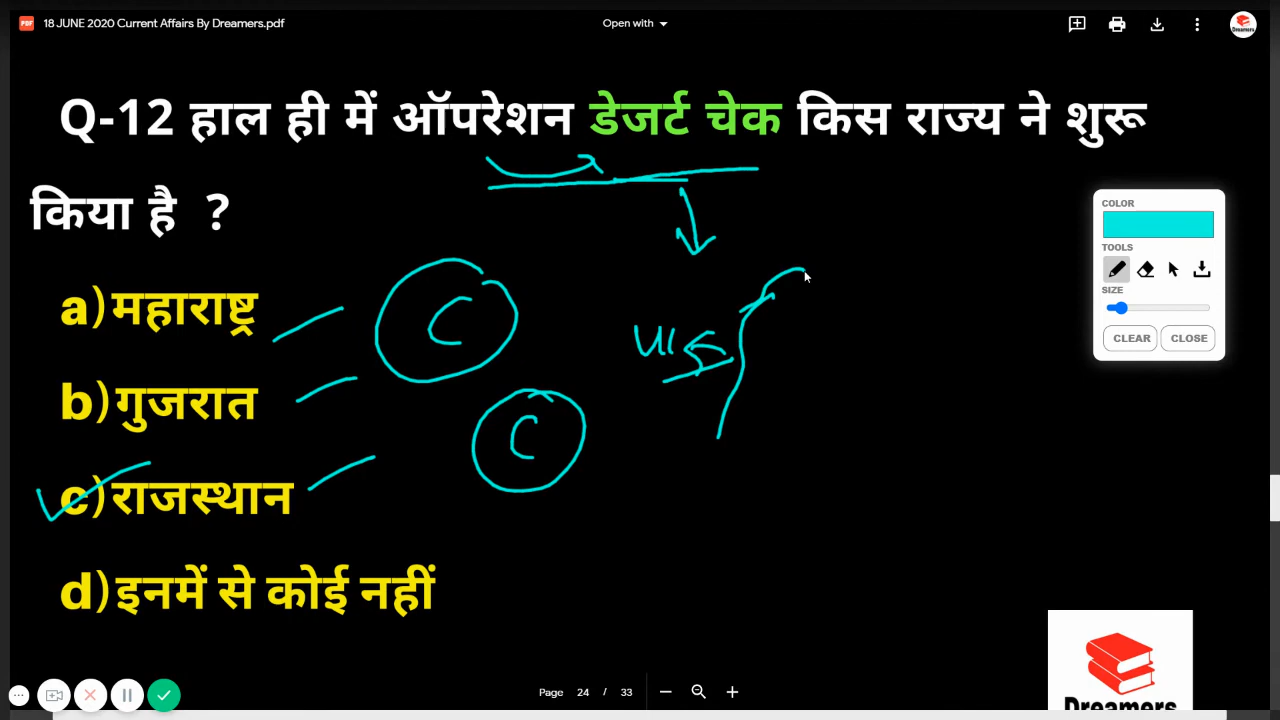 18 JUNE 2020 Current Affairs By Dreamers.pdf
Open with
Dreamers
Q-12 हाल ही में ऑपरेशन डेजर्ट चेक किस राज्य ने शुरू
किया है ?
COLOR
TOOLS
SIZE
CLEAR CLOSE
a)महाराष्ट्र
C
b)गुजरात
C
c)राजस्थान
d)इनमें से कोई नहीं
Page 24 / 33
Dreamers